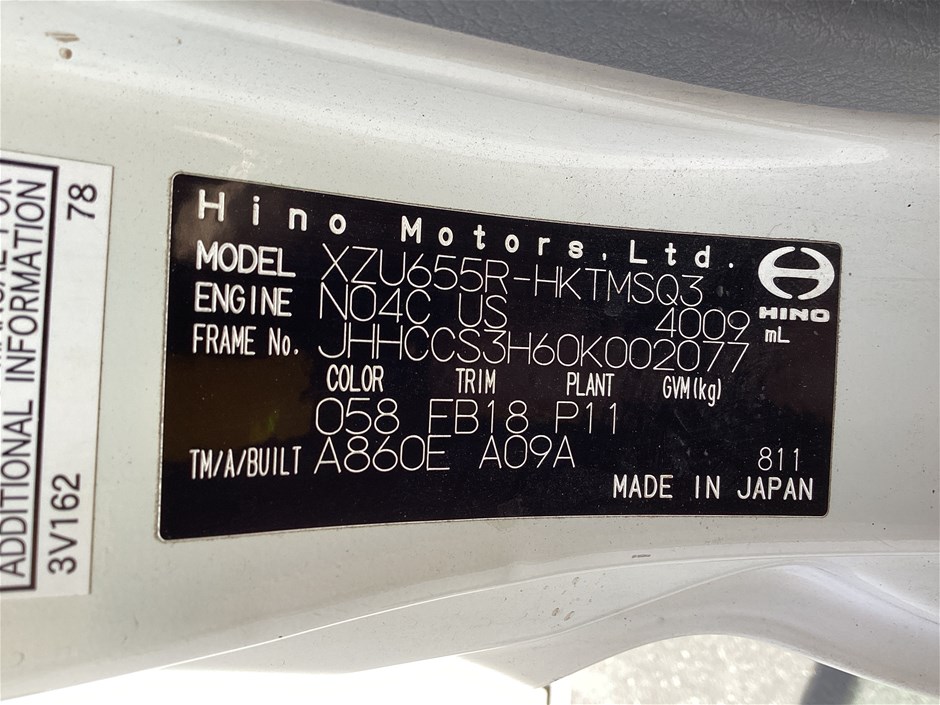 Hino Motors, Ltd.
HINO
MODEL XZU655R-HKTMSQ3
ENGINE N04C US 4009 mL
FRAME No. JHHCCS3H60K002077
COLOR TRIM PLANT GVM(kg)
058 FB18 P11
TM/A/BUILT A860E A09A 811
MADE IN JAPAN
ADDITIONAL INFORMATION
3V162 78